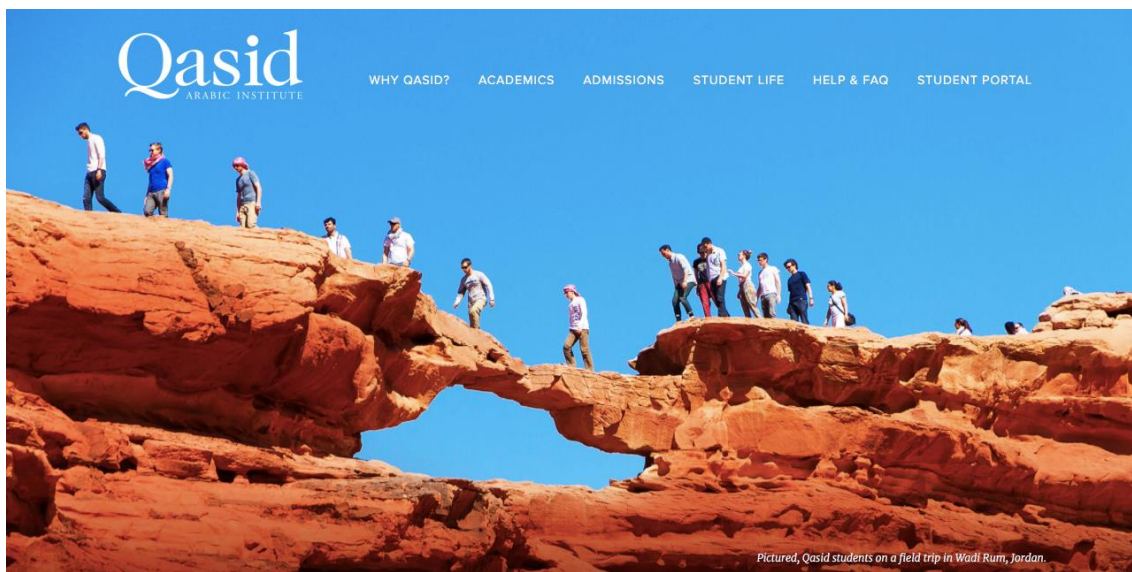 Qasid
ARABIC INSTITUTE
WHY QASID? ACADEMICS ADMISSIONS STUDENT LIFE HELP & FAQ STUDENT PORTAL
Pictured, Qasid students on a field trip in Wadi Rum, Jordan.